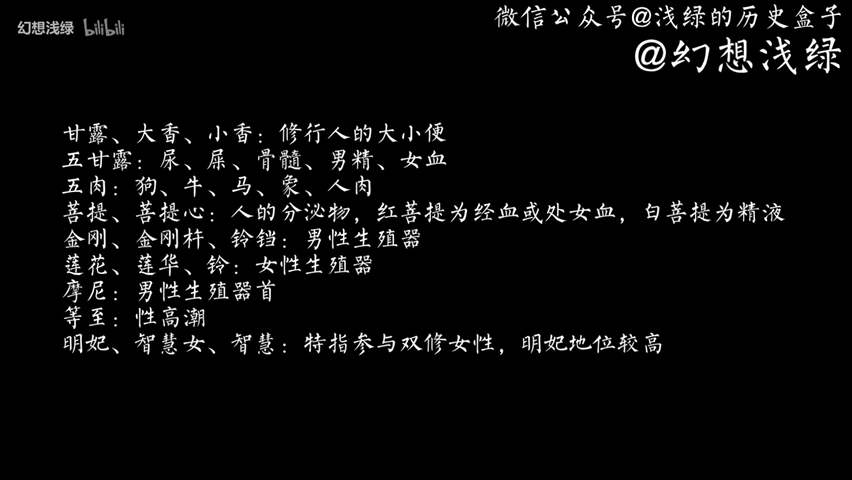 幻想浅绿 bilibili
微信公众号@浅绿的历史盒子
@幻想浅绿
甘露、大香、小香：修行人的大小便
五甘露：尿、屎、骨髓、男精、女血
五肉：狗、牛、马、象、人肉
菩提、菩提心：人的分泌物，红菩提为经血或处女血，白菩提为精液
金刚、金刚杵、铃铛：男性生殖器
莲花、莲华、铃：女性生殖器
摩尼：男性生殖器首
等至：性高潮
明妃、智慧女、智慧：特指参与双修女性，明妃地位较高